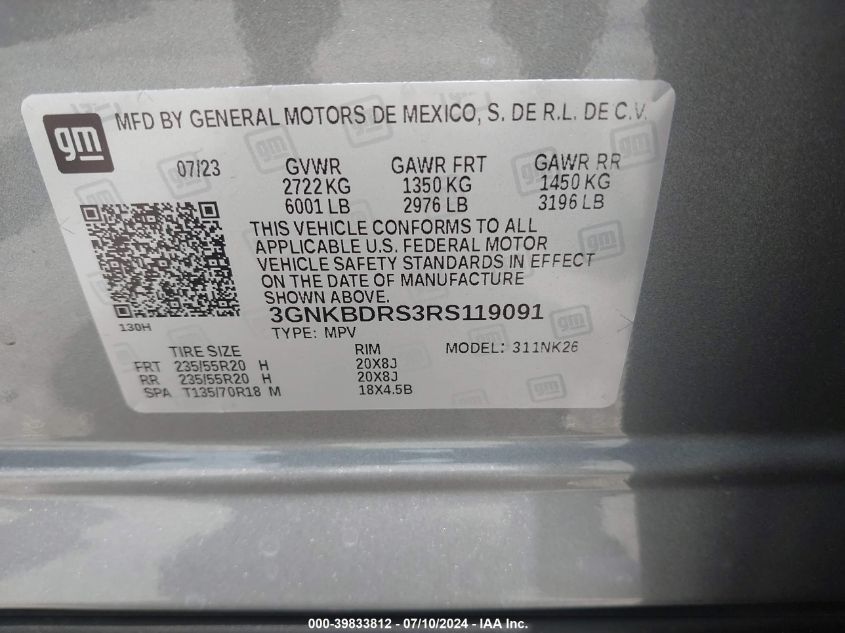 gm
MFD BY GENERAL MOTORS DE MEXICO, S. DE R.L. DE C.V.
07/23 GVWR GAWR FRT GAWR RR
2722 KG 1350 KG 1450 KG
6001 LB 2976 LB 3196 LB
THIS VEHICLE CONFORMS TO ALL
APPLICABLE U.S. FEDERAL MOTOR
VEHICLE SAFETY STANDARDS IN EFFECT
ON THE DATE OF MANUFACTURE
SHOWN ABOVE.
3GNKBDRS3RS119091
130H
TYPE: MPV
TIRE SIZE RIM MODEL: 311NK26
FRT 235/55R20 H 20X8J
RR 235/55R20 H 20X8J
SPA T135/70R18 M 18X4.5B
000-39833812 - 07/10/2024 - IAA Inc.